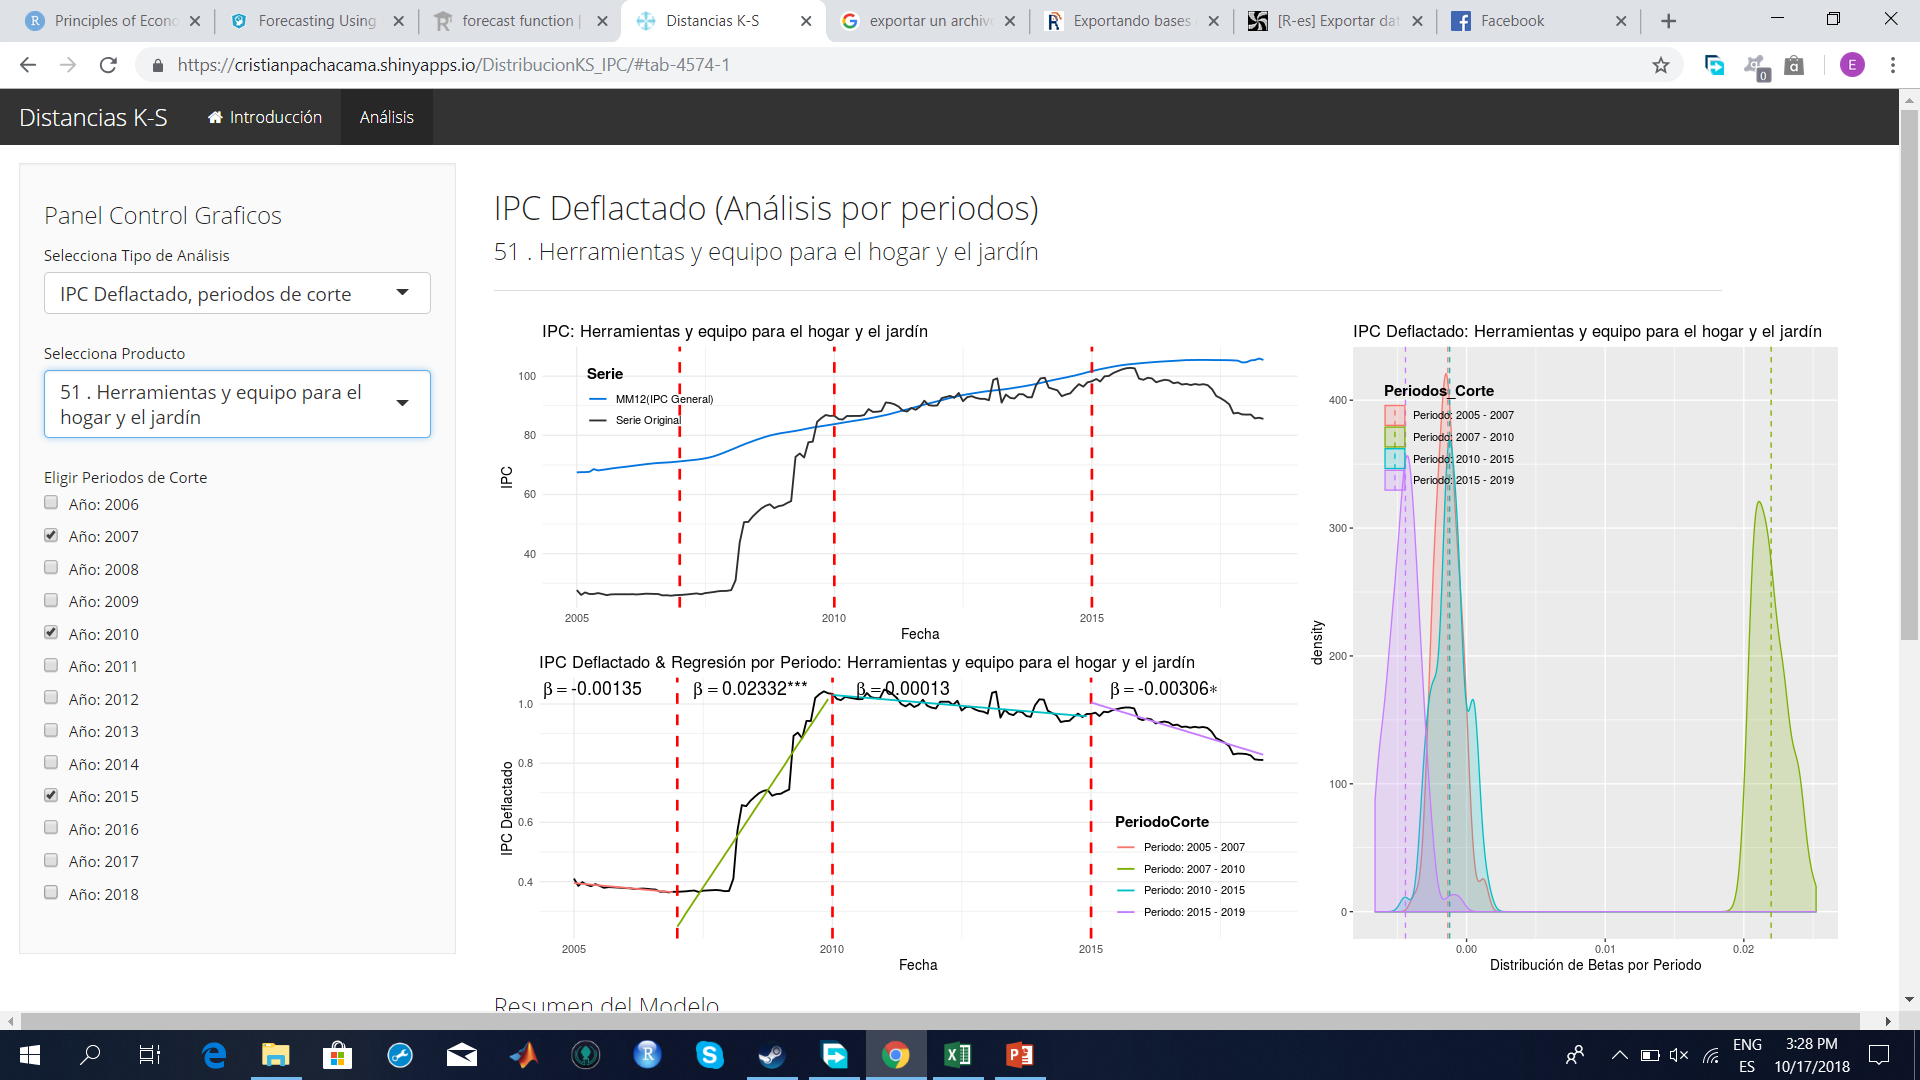 Principles of Econo
Forecasting Using
forecast function |
Distancias K-S
exportar un archivo
Exportando bases
[R-es] Exportar dat
Facebook
https://cristianpachacama.shinyapps.io/DistribucionKS_IPC/#tab-4574-1
0
E
Distancias K-S
Introducción
Análisis
Panel Control Graficos
Selecciona Tipo de Análisis
IPC Deflactado, periodos de corte
Selecciona Producto
51 . Herramientas y equipo para el
hogar y el jardín
Eligir Periodos de Corte
Año: 2006
Año: 2007
Año: 2008
Año: 2009
Año: 2010
Año: 2011
Año: 2012
Año: 2013
Año: 2014
Año: 2015
Año: 2016
Año: 2017
Año: 2018
IPC Deflactado (Análisis por periodos)
51 . Herramientas y equipo para el hogar y el jardín
IPC: Herramientas y equipo para el hogar y el jardín
Serie
MM12(IPC General)
Serie Original
IPC
100
80
60
40
2005
2010
2015
Fecha
IPC Deflactado & Regresión por Periodo: Herramientas y equipo para el hogar y el jardín
β = -0.00135
β = 0.02332***
β = 0.00013
β = -0.00306*
IPC Deflactado
1.0
0.8
0.6
0.4
PeriodoCorte
Periodo: 2005 - 2007
Periodo: 2007 - 2010
Periodo: 2010 - 2015
Periodo: 2015 - 2019
2005
2010
2015
Fecha
IPC Deflactado: Herramientas y equipo para el hogar y el jardín
Periodos_Corte
Periodo: 2005 - 2007
Periodo: 2007 - 2010
Periodo: 2010 - 2015
Periodo: 2015 - 2019
density
400
300
200
100
0
0.00
0.01
0.02
Distribución de Betas por Periodo
Resumen del Modelo
ENG
ES
3:28 PM
10/17/2018